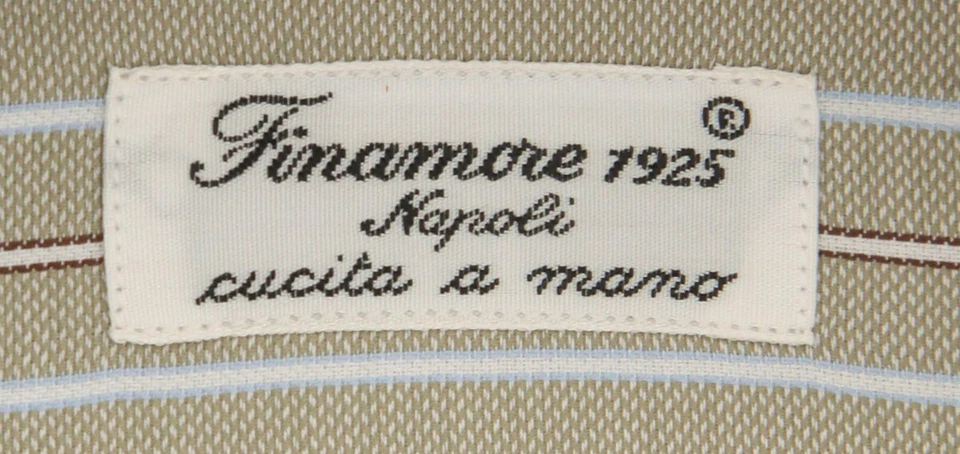 Finamore 1925®
Napoli
cucita a mano